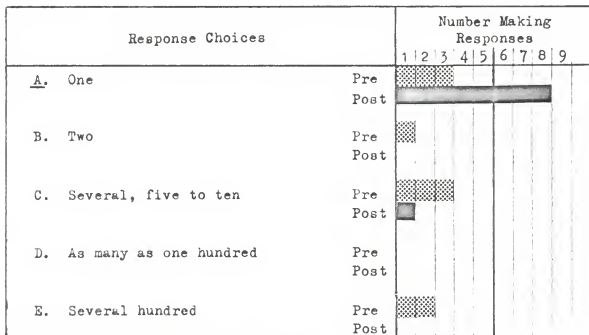 Response Choices
Number Making
Responses
1 2 3 4 5 6 7 8 9
A. One Pre
Post
B. Two Pre
Post
C. Several, five to ten Pre
Post
D. As many as one hundred Pre
Post
E. Several hundred Pre
Post